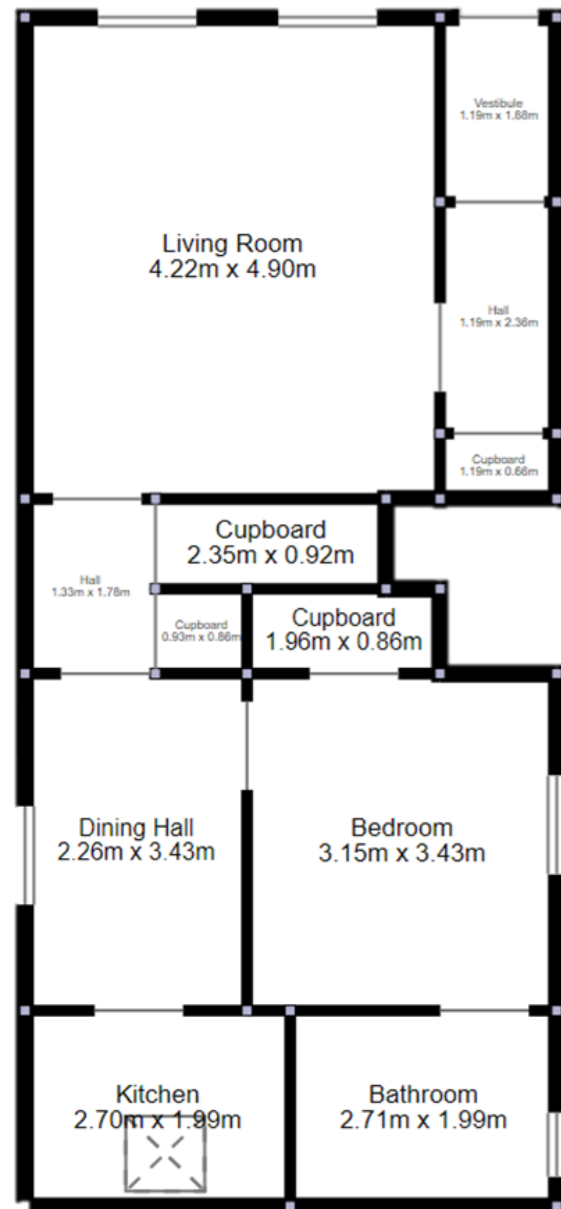 Vestibule
1.19m x 1.88m
Living Room
4.22m x 4.90m
Hall
1.19m x 2.36m
Cupboard
1.19m x 0.66m
Cupboard
2.35m x 0.92m
Hall
1.33m x 1.78m
Cupboard
0.93m x 0.86m
Cupboard
1.96m x 0.86m
Dining Hall
2.26m x 3.43m
Bedroom
3.15m x 3.43m
Kitchen
2.70m x 1.99m
Bathroom
2.71m x 1.99m